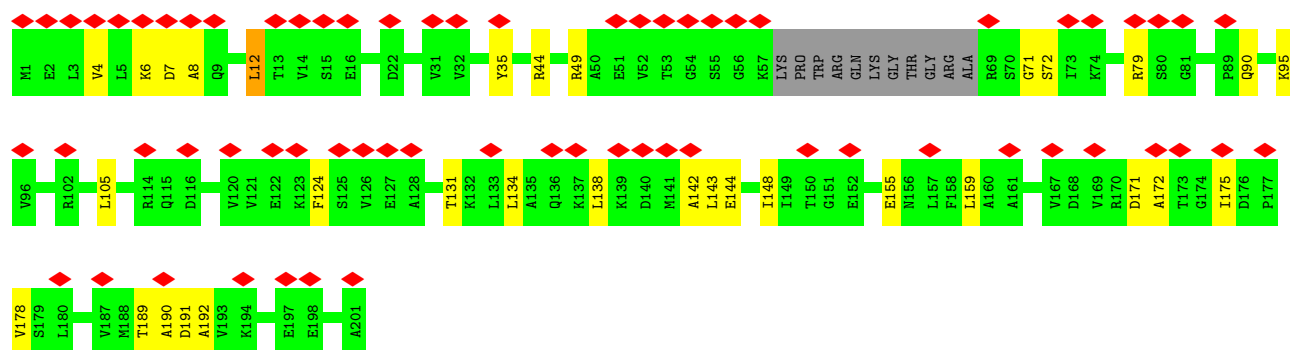 M1 E2 L3 V4 L5 K6 D7 A8 Q9 L12 T13 V14 S15 E16 D22 V31 V32 Y35 R44 R49 A50 E51 V52 T53 G54 S55 G56 K57 LYS PRO TRP ARG GLN LYS GLY THR GLY ARG ALA R69 S70 G71 S72 I73 K74 R79 S80 G81 P89 Q90 K95
V96 R102 L105 R114 Q115 D116 V120 V121 E122 K123 F124 S125 V126 E127 A128 T131 K132 L133 L134 A135 Q136 K137 L138 K139 D140 M141 A142 L143 E144 I148 I149 T150 G151 E152 E155 N156 L157 F158 L159 A160 A161 V167 D168 V169 R170 D171 A172 T173 G174 I175 D176 P177
V178 S179 L180 V187 M188 T189 A190 D191 A192 V193 K194 E197 E198 A201